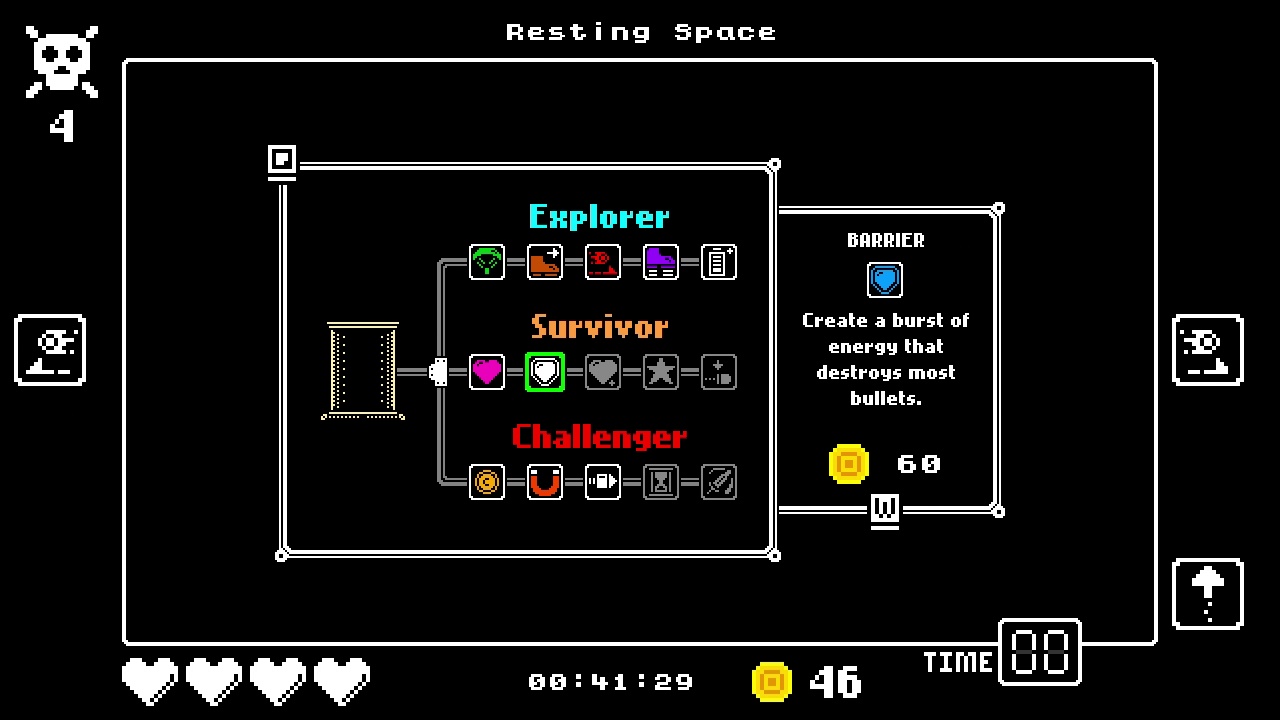 Resting Space
4
Explorer
Survivor
Challenger
BARRIER
Create a burst of
energy that
destroys most
bullets.
60
W
00:41:29
46
TIME
00